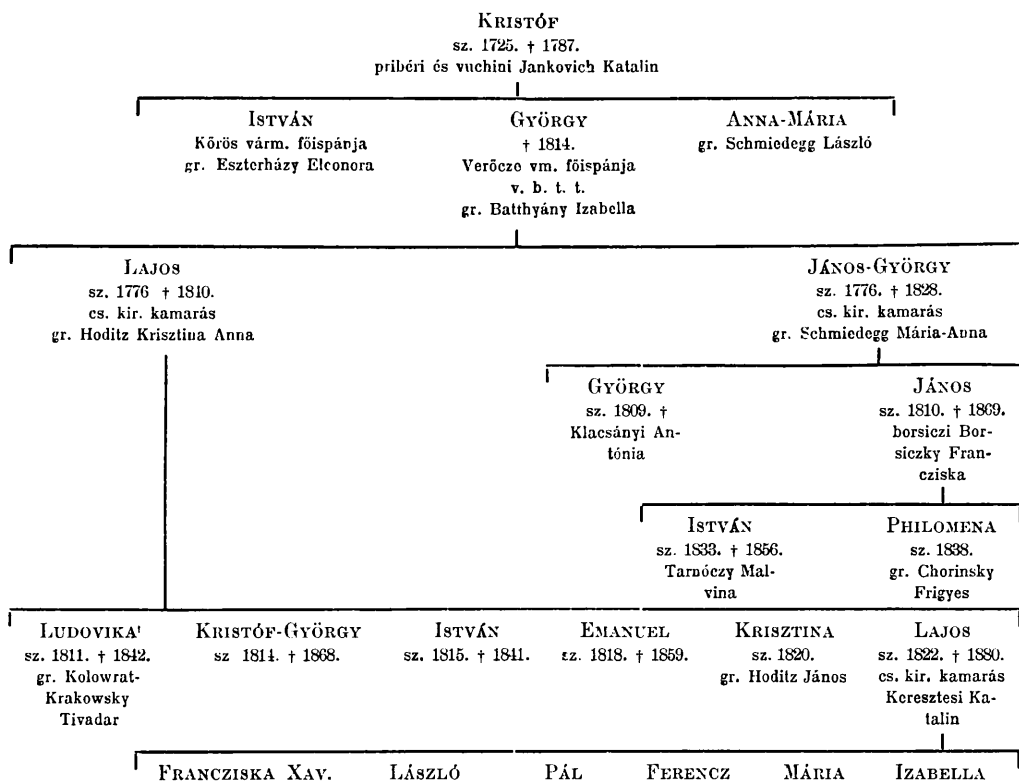 KRISTÓF
sz. 1725. † 1787.
pribéri és vuchini Jankovich Katalin
ISTVÁN
Kőrös várm. főispánja
gr. Eszterházy Eleonora
GYÖRGY
† 1814.
Verőcze vm. főispánja
v. b. t. t.
gr. Batthyány Izabella
ANNA-MÁRIA
gr. Schmiedegg László
LAJOS
sz. 1776 † 1840.
cs. kir. kamarás
gr. Hoditz Krisztina Anna
JÁNOS-GYÖRGY
sz. 1776. † 1828.
cs. kir. kamarás
gr. Schmiedegg Mária-Anna
GYÖRGY
sz. 1809. †
Klacsányi An-
tónia
JÁNOS
sz. 1810. † 1869.
borsiczi Bor-
siczky Fran-
cziska
ISTVÁN
sz. 1833. † 1856.
Tarnóczy Mal-
vina
PHILOMENA
sz. 1838.
gr. Chorinsky
Frigyes
LUDOVIKA¹
sz. 1811. † 1842.
gr. Kolowrat-
Krakowsky
Tivadar
KRISTÓF-GYÖRGY
sz 1814. † 1868.
ISTVÁN
sz. 1815. † 1841.
EMANUEL
sz. 1818. † 1859.
KRISZTINA
sz. 1820.
gr. Hoditz János
LAJOS
sz. 1822. † 1880.
cs. kir. kamarás
Keresztesi Ka-
talin
FRANCZISKA XAV. LÁSZLÓ PÁL FERENCZ MÁRIA IZABELLA